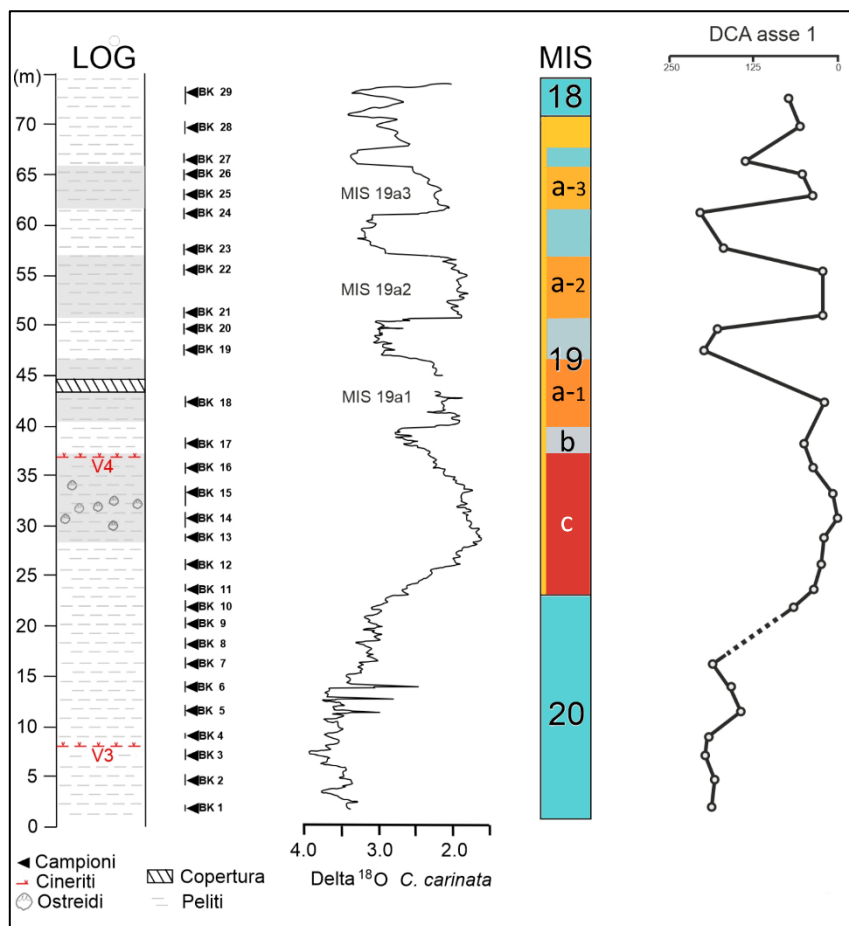 LOG
MIS
DCA asse 1
250 125 0
(m)
70
65
60
55
50
45
40
35
30
25
20
15
10
5
0
V4
V3
BK 29
BK 28
BK 27
BK 26
BK 25
BK 24
BK 23
BK 22
BK 21
BK 20
BK 19
BK 18
BK 17
BK 16
BK 15
BK 14
BK 13
BK 12
BK 11
BK 10
BK 9
BK 8
BK 7
BK 6
BK 5
BK 4
BK 3
BK 2
BK 1
MIS 19a3
MIS 19a2
MIS 19a1
18
a-3
a-2
19
a-1
b
c
20
4.0 3.0 2.0
Delta 18O C. carinata
Campioni
Cineriti
Ostreidi
Copertura
Peliti